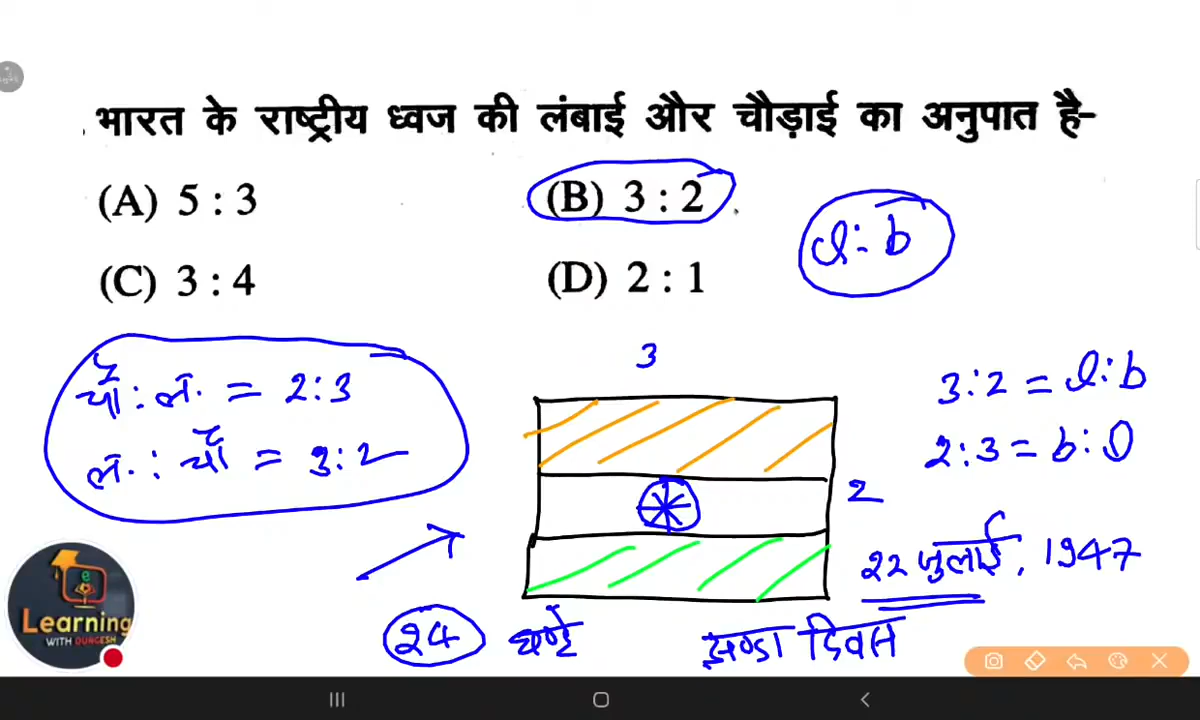 भारत के राष्ट्रीय ध्वज की लंबाई और चौड़ाई का अनुपात है-
(A) 5 : 3
(B) 3 : 2
(C) 3 : 4
(D) 2 : 1
l : b
चौ॰ : लं. = 2:3
लं. : चौ॰ = 3:2
3
2
3:2 = l:b
2:3 = b:l
22 जुलाई, 1947
24 घण्टे
झण्डा दिवस
e
Learning
WITH DURGESH